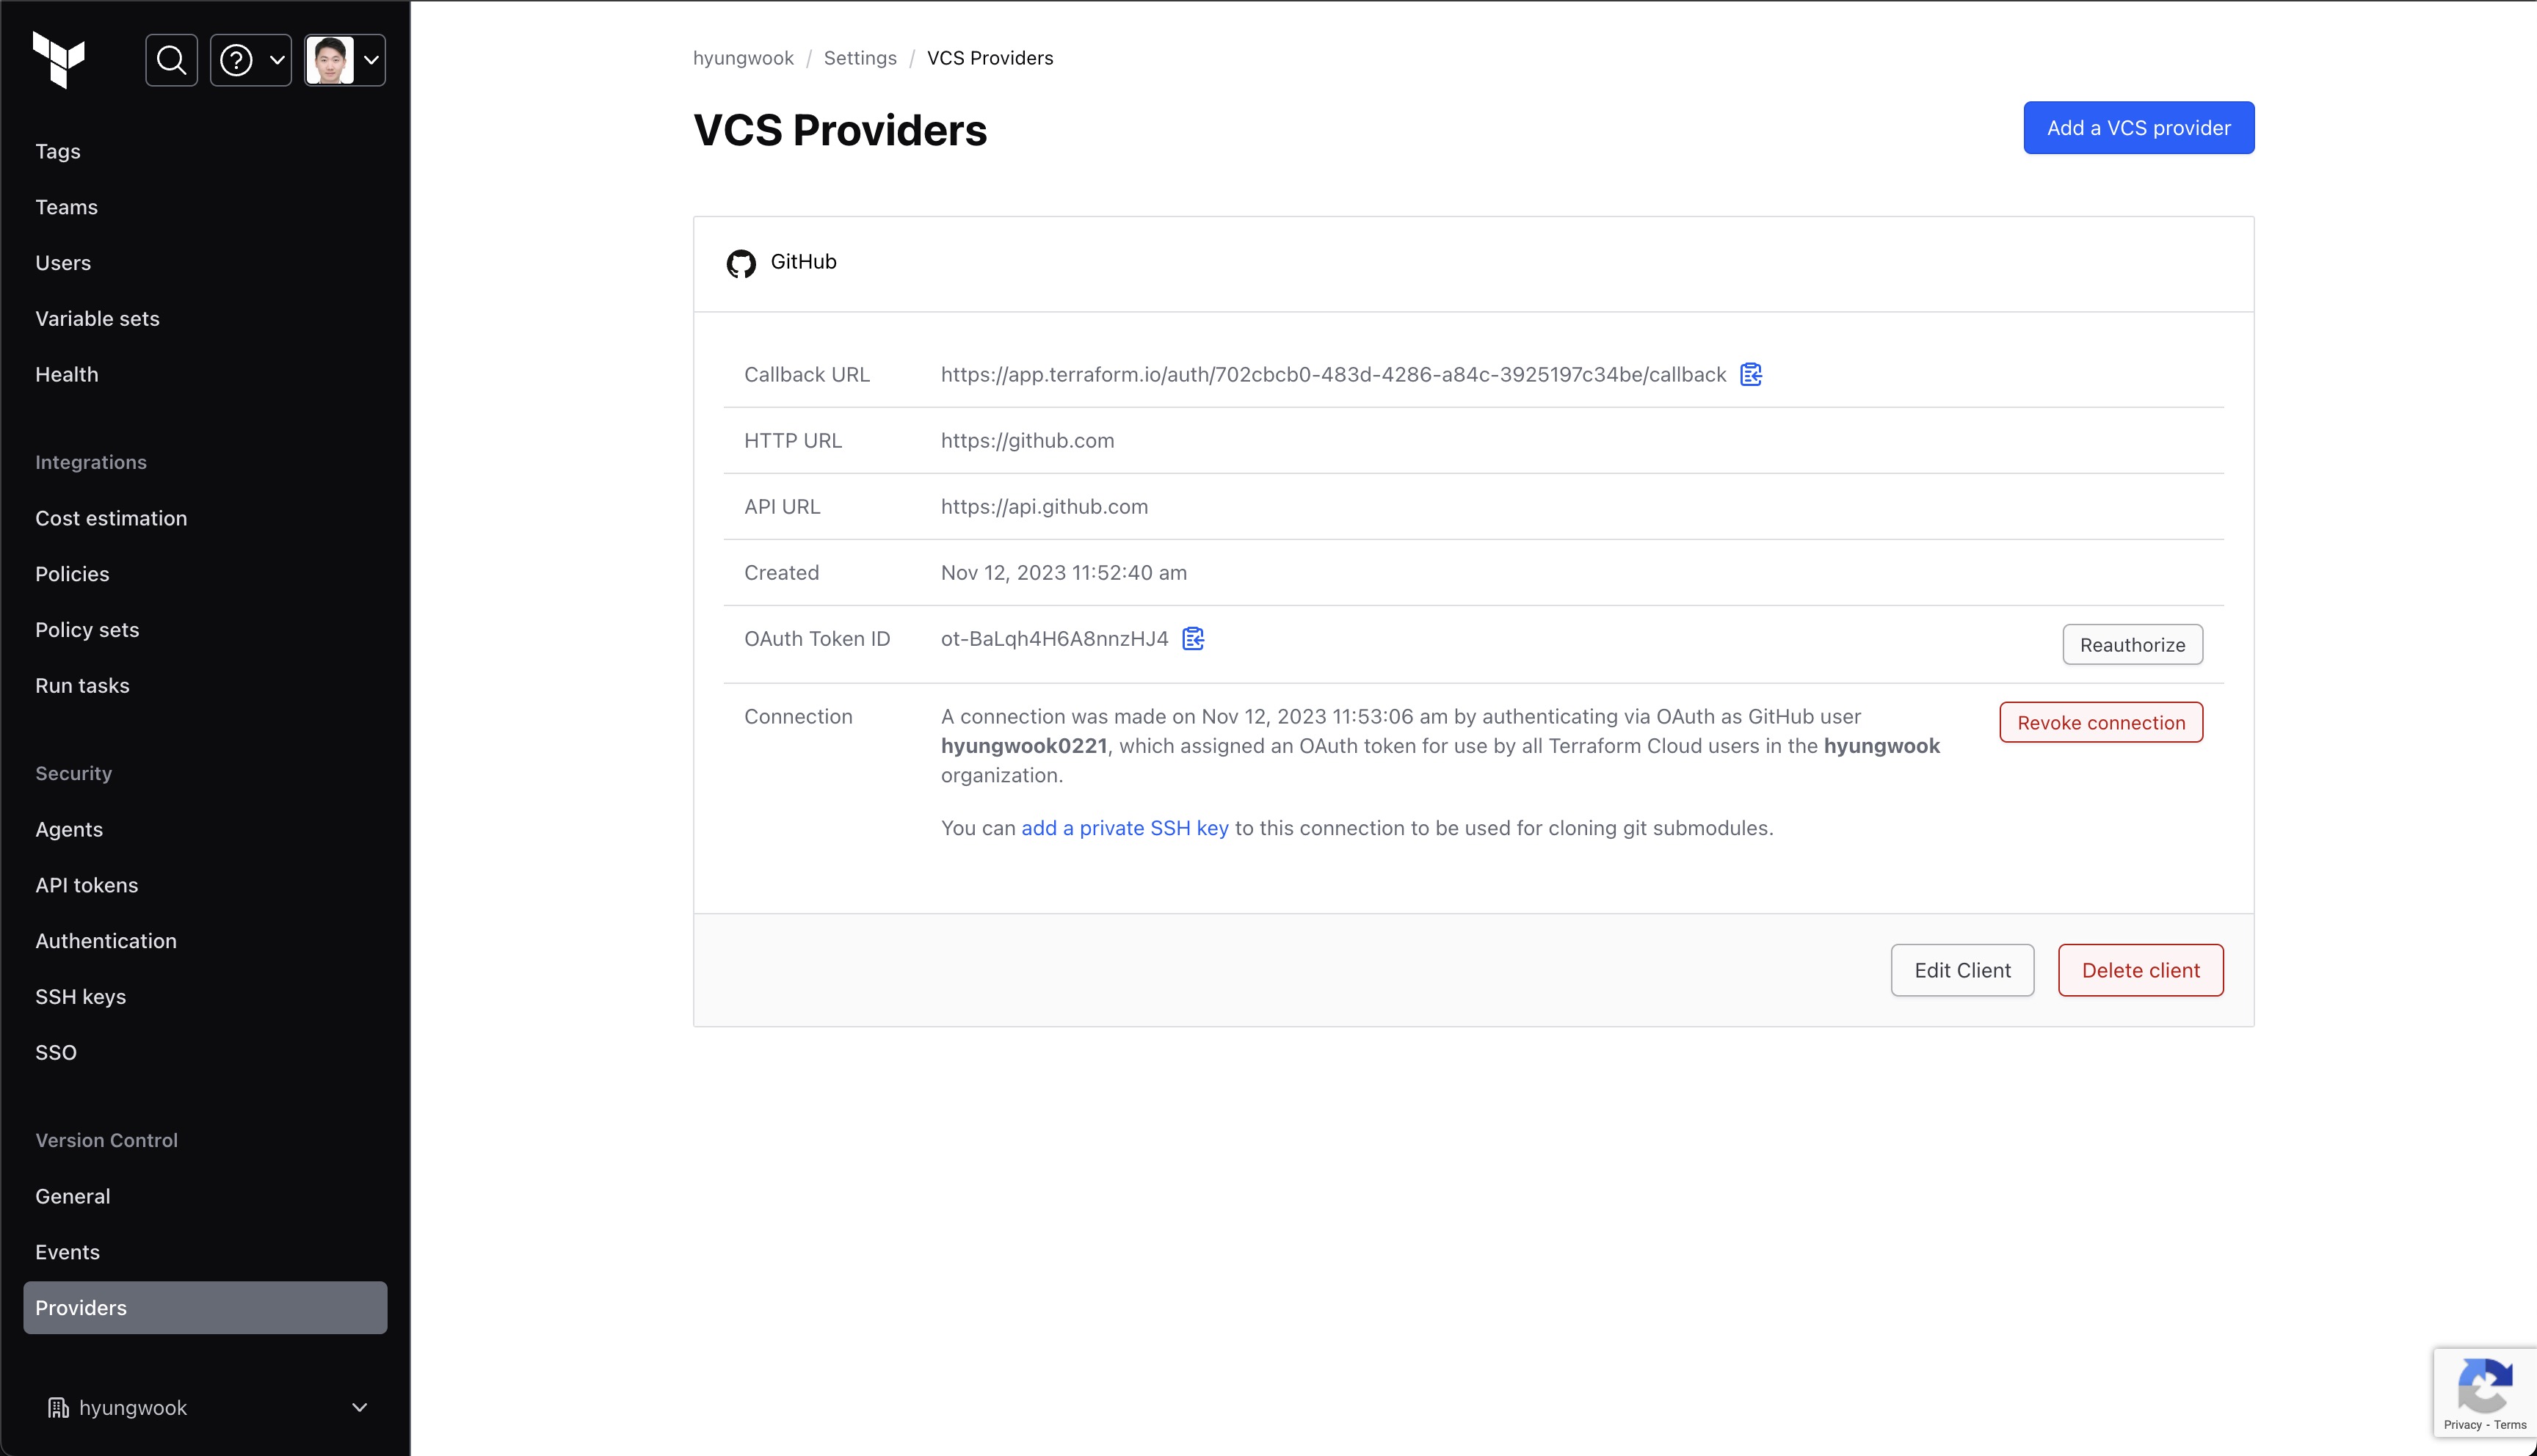 Tags
Teams
Users
Variable sets
Health
Integrations
Cost estimation
Policies
Policy sets
Run tasks
Security
Agents
API tokens
Authentication
SSH keys
SSO
Version Control
General
Events
Providers
hyungwook
hyungwook / Settings / VCS Providers
VCS Providers
Add a VCS provider
GitHub
Callback URL https://app.terraform.io/auth/702cbcb0-483d-4286-a84c-3925197c34be/callback
HTTP URL https://github.com
API URL https://api.github.com
Created Nov 12, 2023 11:52:40 am
OAuth Token ID ot-BaLqh4H6A8nnzHJ4 Reauthorize
Connection A connection was made on Nov 12, 2023 11:53:06 am by authenticating via OAuth as GitHub user Revoke connection
hyungwook0221, which assigned an OAuth token for use by all Terraform Cloud users in the hyungwook
organization.
You can add a private SSH key to this connection to be used for cloning git submodules.
Edit Client Delete client
Privacy - Terms